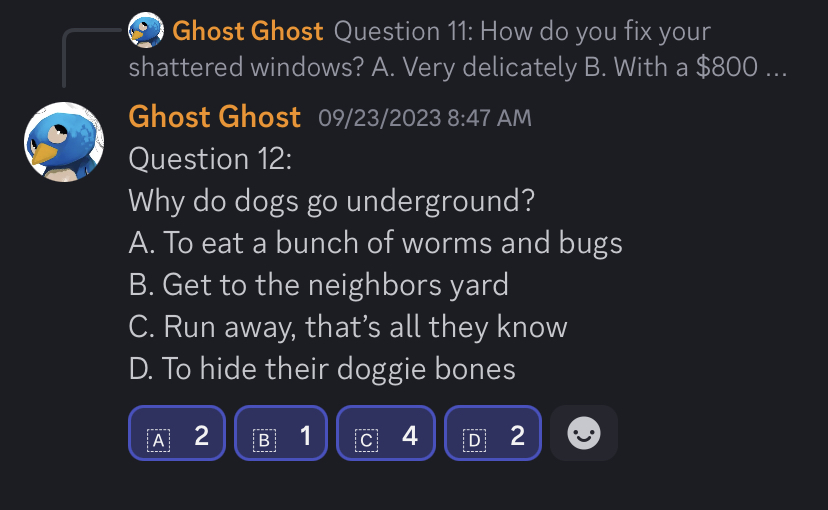 Ghost Ghost Question 11: How do you fix your
shattered windows? A. Very delicately B. With a $800 ...
Ghost Ghost 09/23/2023 8:47 AM
Question 12:
Why do dogs go underground?
A. To eat a bunch of worms and bugs
B. Get to the neighbors yard
C. Run away, that’s all they know
D. To hide their doggie bones
A 2 B 1 C 4 D 2